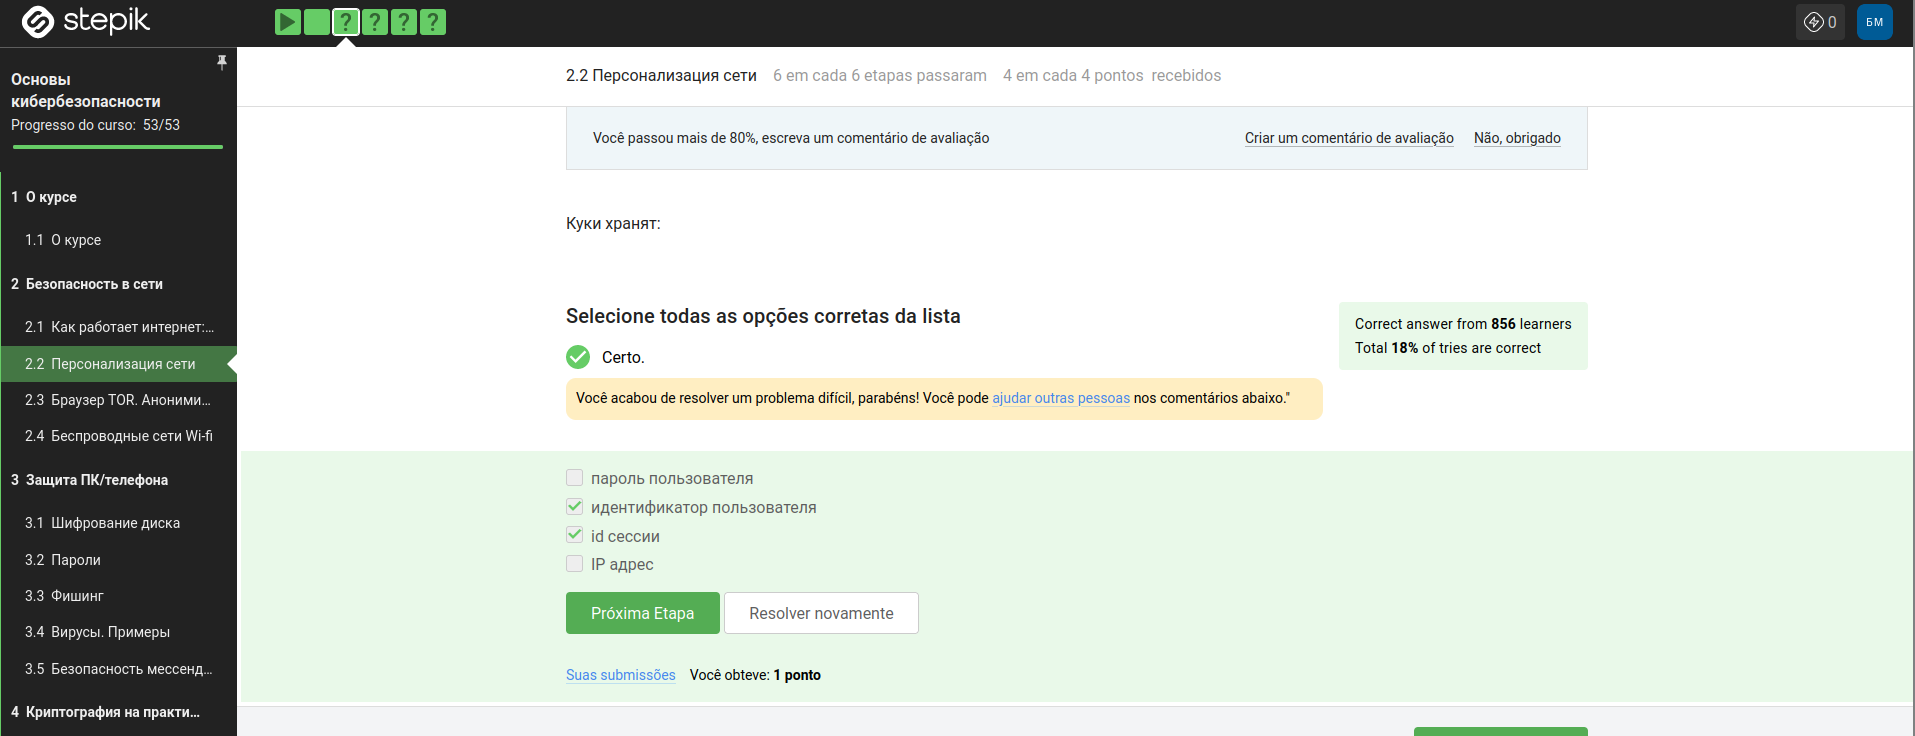 stepik
? ? ? ?
0
БМ
Основы
кибербезопасности
Progresso do curso: 53/53
1 О курсе
1.1 О курсе
2 Безопасность в сети
2.1 Как работает интернет:...
2.2 Персонализация сети
2.3 Браузер TOR. Аноними...
2.4 Беспроводные сети Wi-fi
3 Защита ПК/телефона
3.1 Шифрование диска
3.2 Пароли
3.3 Фишинг
3.4 Вирусы. Примеры
3.5 Безопасность мессенд...
4 Криптография на практи...
2.2 Персонализация сети 6 em cada 6 etapas passaram 4 em cada 4 pontos recebidos
Você passou mais de 80%, escreva um comentário de avaliação Criar um comentário de avaliação Não, obrigado
Куки хранят:
Selecione todas as opções corretas da lista
Correct answer from 856 learners
Total 18% of tries are correct
Certo.
Você acabou de resolver um problema difícil, parabéns! Você pode ajudar outras pessoas nos comentários abaixo."
пароль пользователя
идентификатор пользователя
id сессии
IP адрес
Próxima Etapa Resolver novamente
Suas submissões Você obteve: 1 ponto